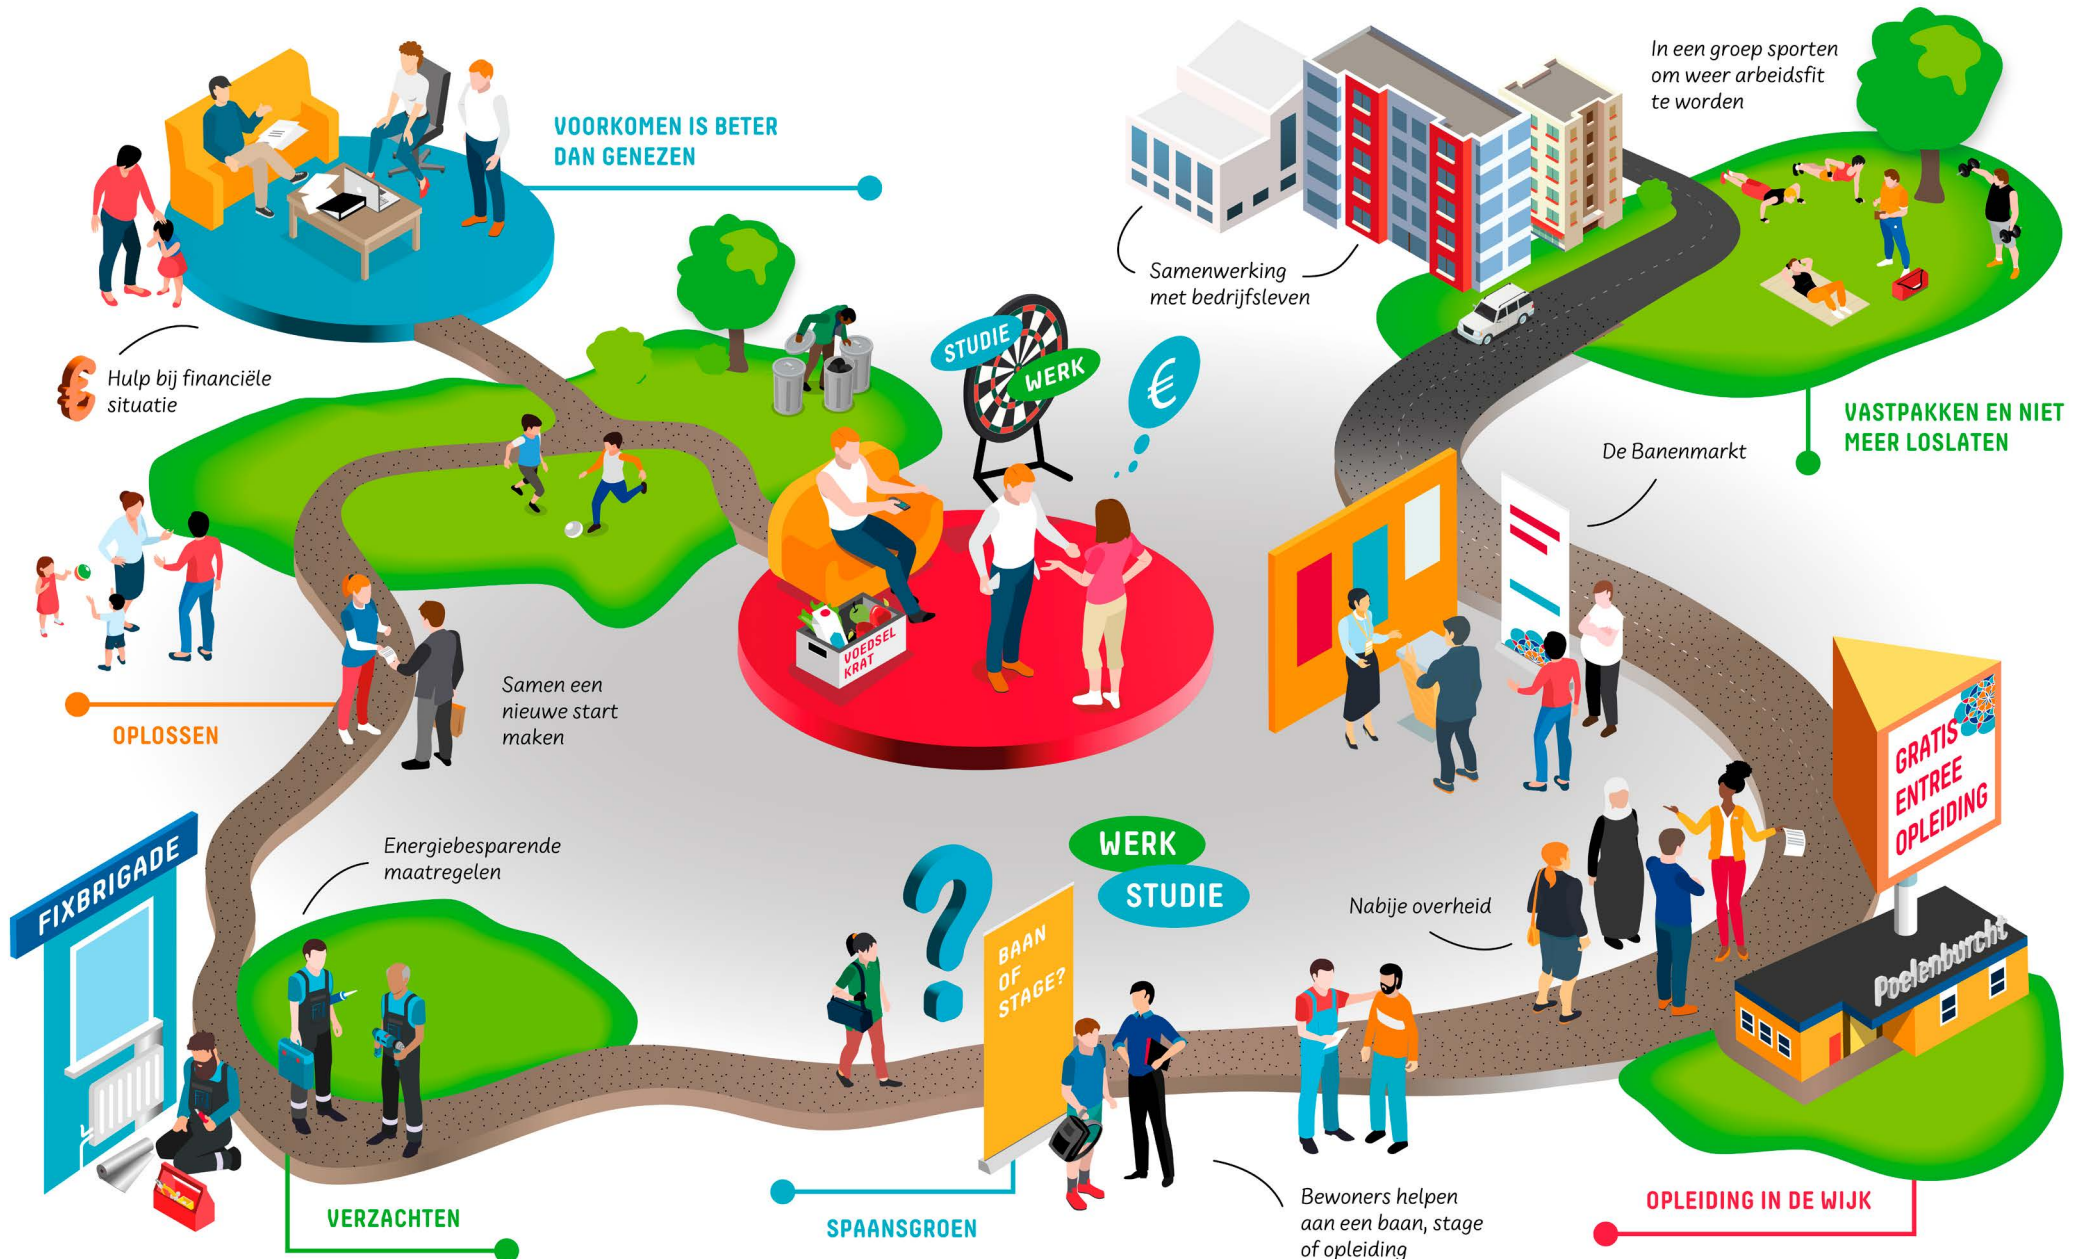 VOORKOMEN IS BETER
DAN GENEZEN
In een groep sporten
om weer arbeidsfit
te worden
Samenwerking
met bedrijfsleven
€
Hulp bij financiële
situatie
STUDIE
WERK
€
VASTPAKKEN EN NIET
MEER LOSLATEN
De Banenmarkt
VOEDSEL
KRAT
OPLOSSEN
Samen een
nieuwe start
maken
GRATIS
ENTREE
OPLEIDING
Energiebesparende
maatregelen
FIXBRIGADE
WERK
STUDIE
?
BAAN
OF
STAGE?
Nabije overheid
Poelenburcht
VERZACHTEN
SPAANSGROEN
Bewoners helpen
aan een baan, stage
of opleiding
OPLEIDING IN DE WIJK